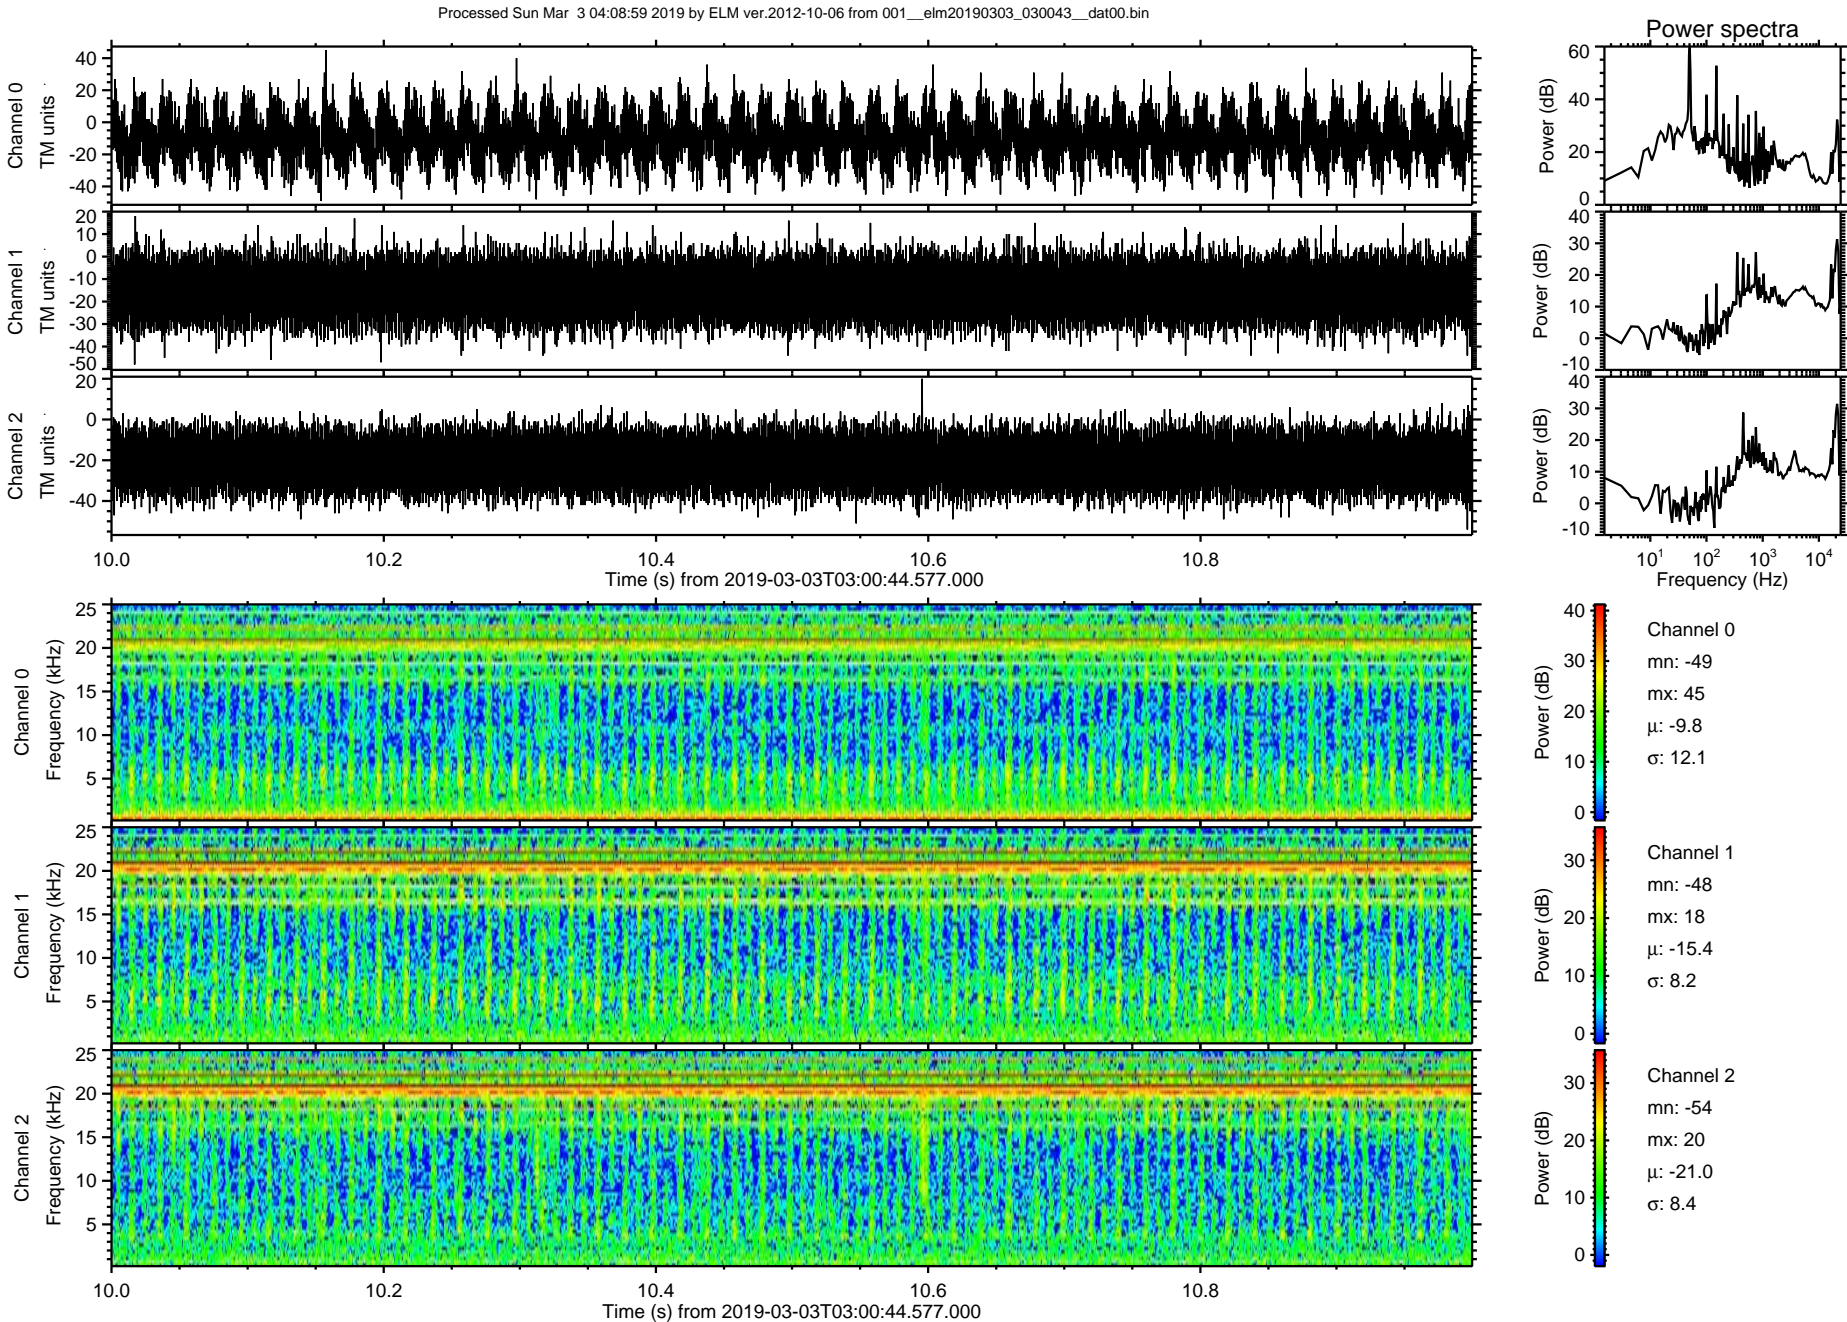 Processed Sun Mar 3 04:08:59 2019 by ELM ver.2012-10-06 from 001__elm20190303_030043__dat00.bin
Power spectra
Channel 0
TM units
40
20
0
-20
-40
Power (dB)
60
40
20
0
Channel 1
TM units
20
10
0
-10
-20
-30
-40
-50
Power (dB)
40
30
20
10
0
-10
Channel 2
TM units
20
0
-20
-40
Power (dB)
40
30
20
10
0
-10
10.0 10.2 10.4 10.6 10.8
Time (s) from 2019-03-03T03:00:44.577.000
10¹ 10² 10³ 10⁴
Frequency (Hz)
Channel 0
Frequency (kHz)
25
20
15
10
5
Power (dB)
40
30
20
10
0
Channel 0
mn: -49
mx: 45
µ: -9.8
σ: 12.1
Channel 1
Frequency (kHz)
25
20
15
10
5
Power (dB)
30
20
10
0
Channel 1
mn: -48
mx: 18
µ: -15.4
σ: 8.2
Channel 2
Frequency (kHz)
25
20
15
10
5
Power (dB)
30
20
10
0
Channel 2
mn: -54
mx: 20
µ: -21.0
σ: 8.4
10.0 10.2 10.4 10.6 10.8
Time (s) from 2019-03-03T03:00:44.577.000